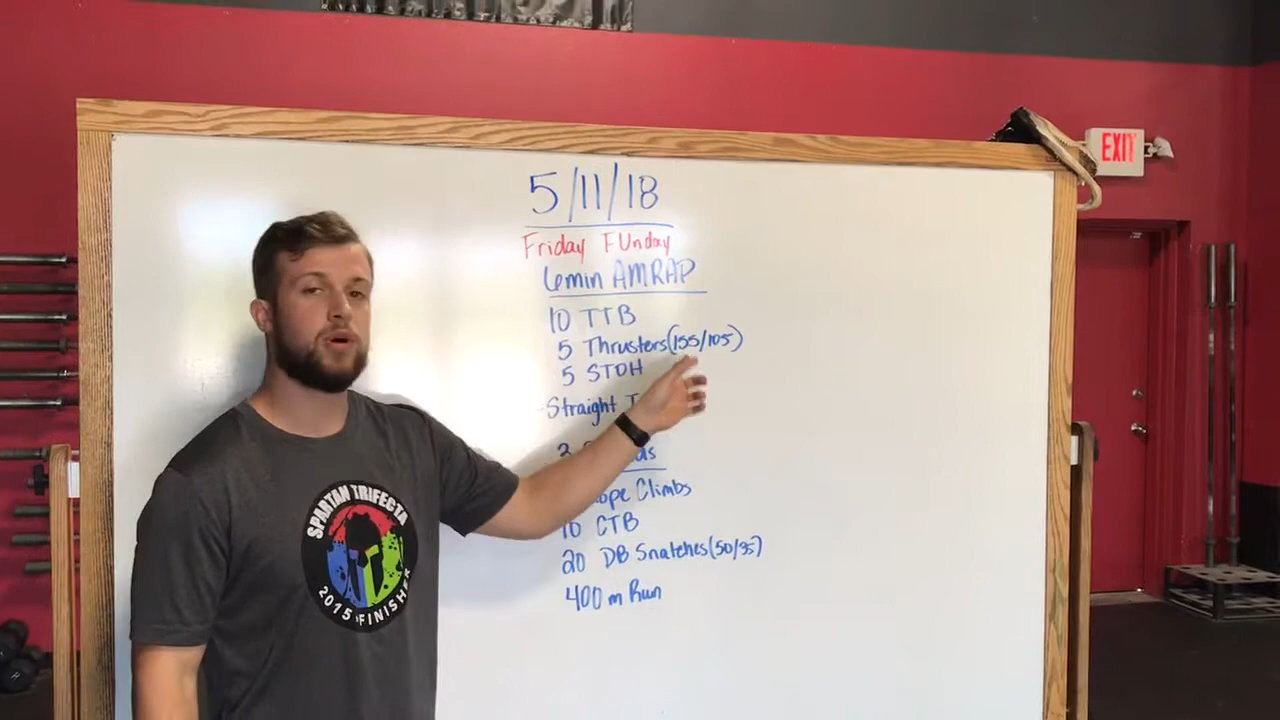 5/11/18
Friday FUnday
6min AMRAP
10 TTB
5 Thrusters(155/105)
5 STOH
-Straight
3
Climbs
10 CTB
20 DB Snatches(50/35)
400 m Run
EXIT
SPARTAN TRIFECTA
2015 FINISHER